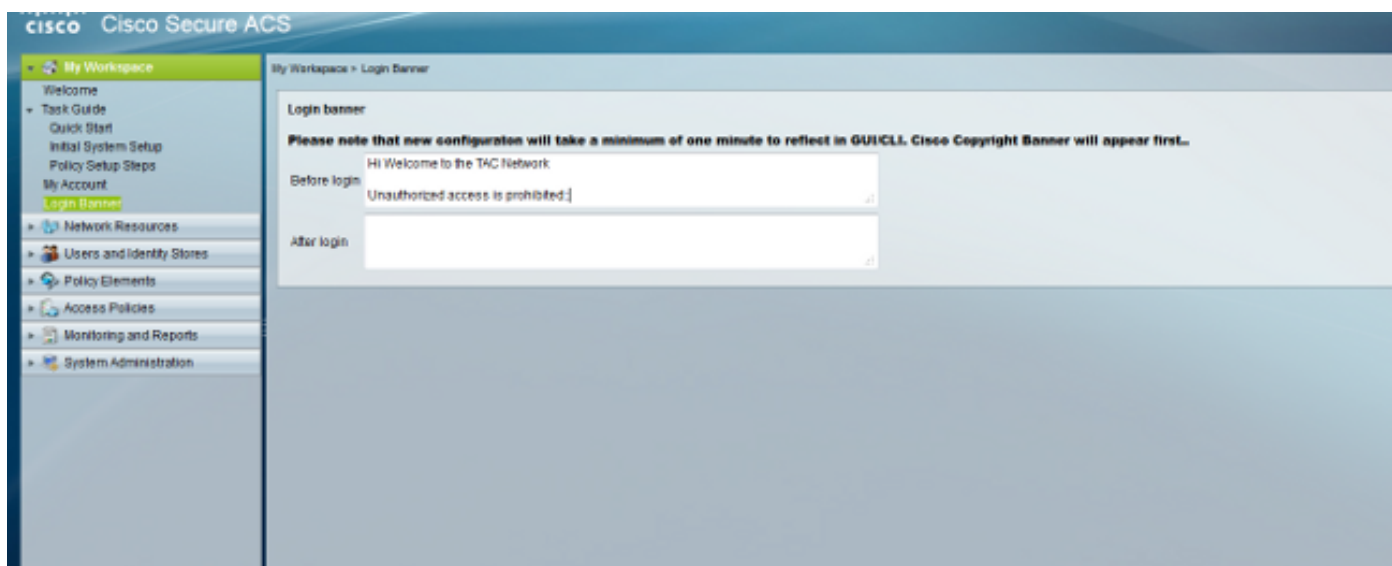 CISCO Cisco Secure ACS
My Workspace
Welcome
Task Guide
Quick Start
Initial System Setup
Policy Setup Steps
My Account
Login Banner
Network Resources
Users and Identity Stores
Policy Elements
Access Policies
Monitoring and Reports
System Administration
My Workspace > Login Banner
Login banner
Please note that new configuraton will take a minimum of one minute to reflect in GUI/CLI. Cisco Copyright Banner will appear first..
Before login
Hi Welcome to the TAC Network
Unauthorized access is prohibited:
After login